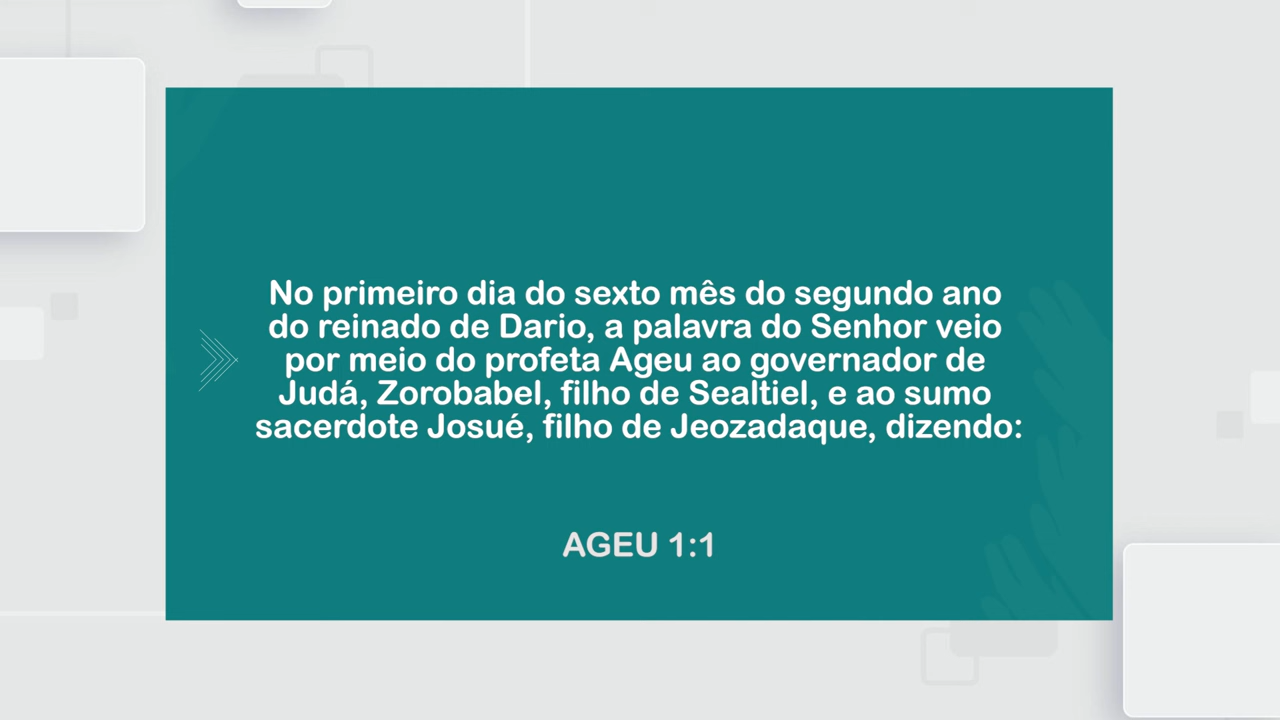 No primeiro dia do sexto mês do segundo ano
do reinado de Dario, a palavra do Senhor veio
por meio do profeta Ageu ao governador de
Judá, Zorobabel, filho de Sealtiel, e ao sumo
sacerdote Josué, filho de Jeozadaque, dizendo:
AGEU 1:1